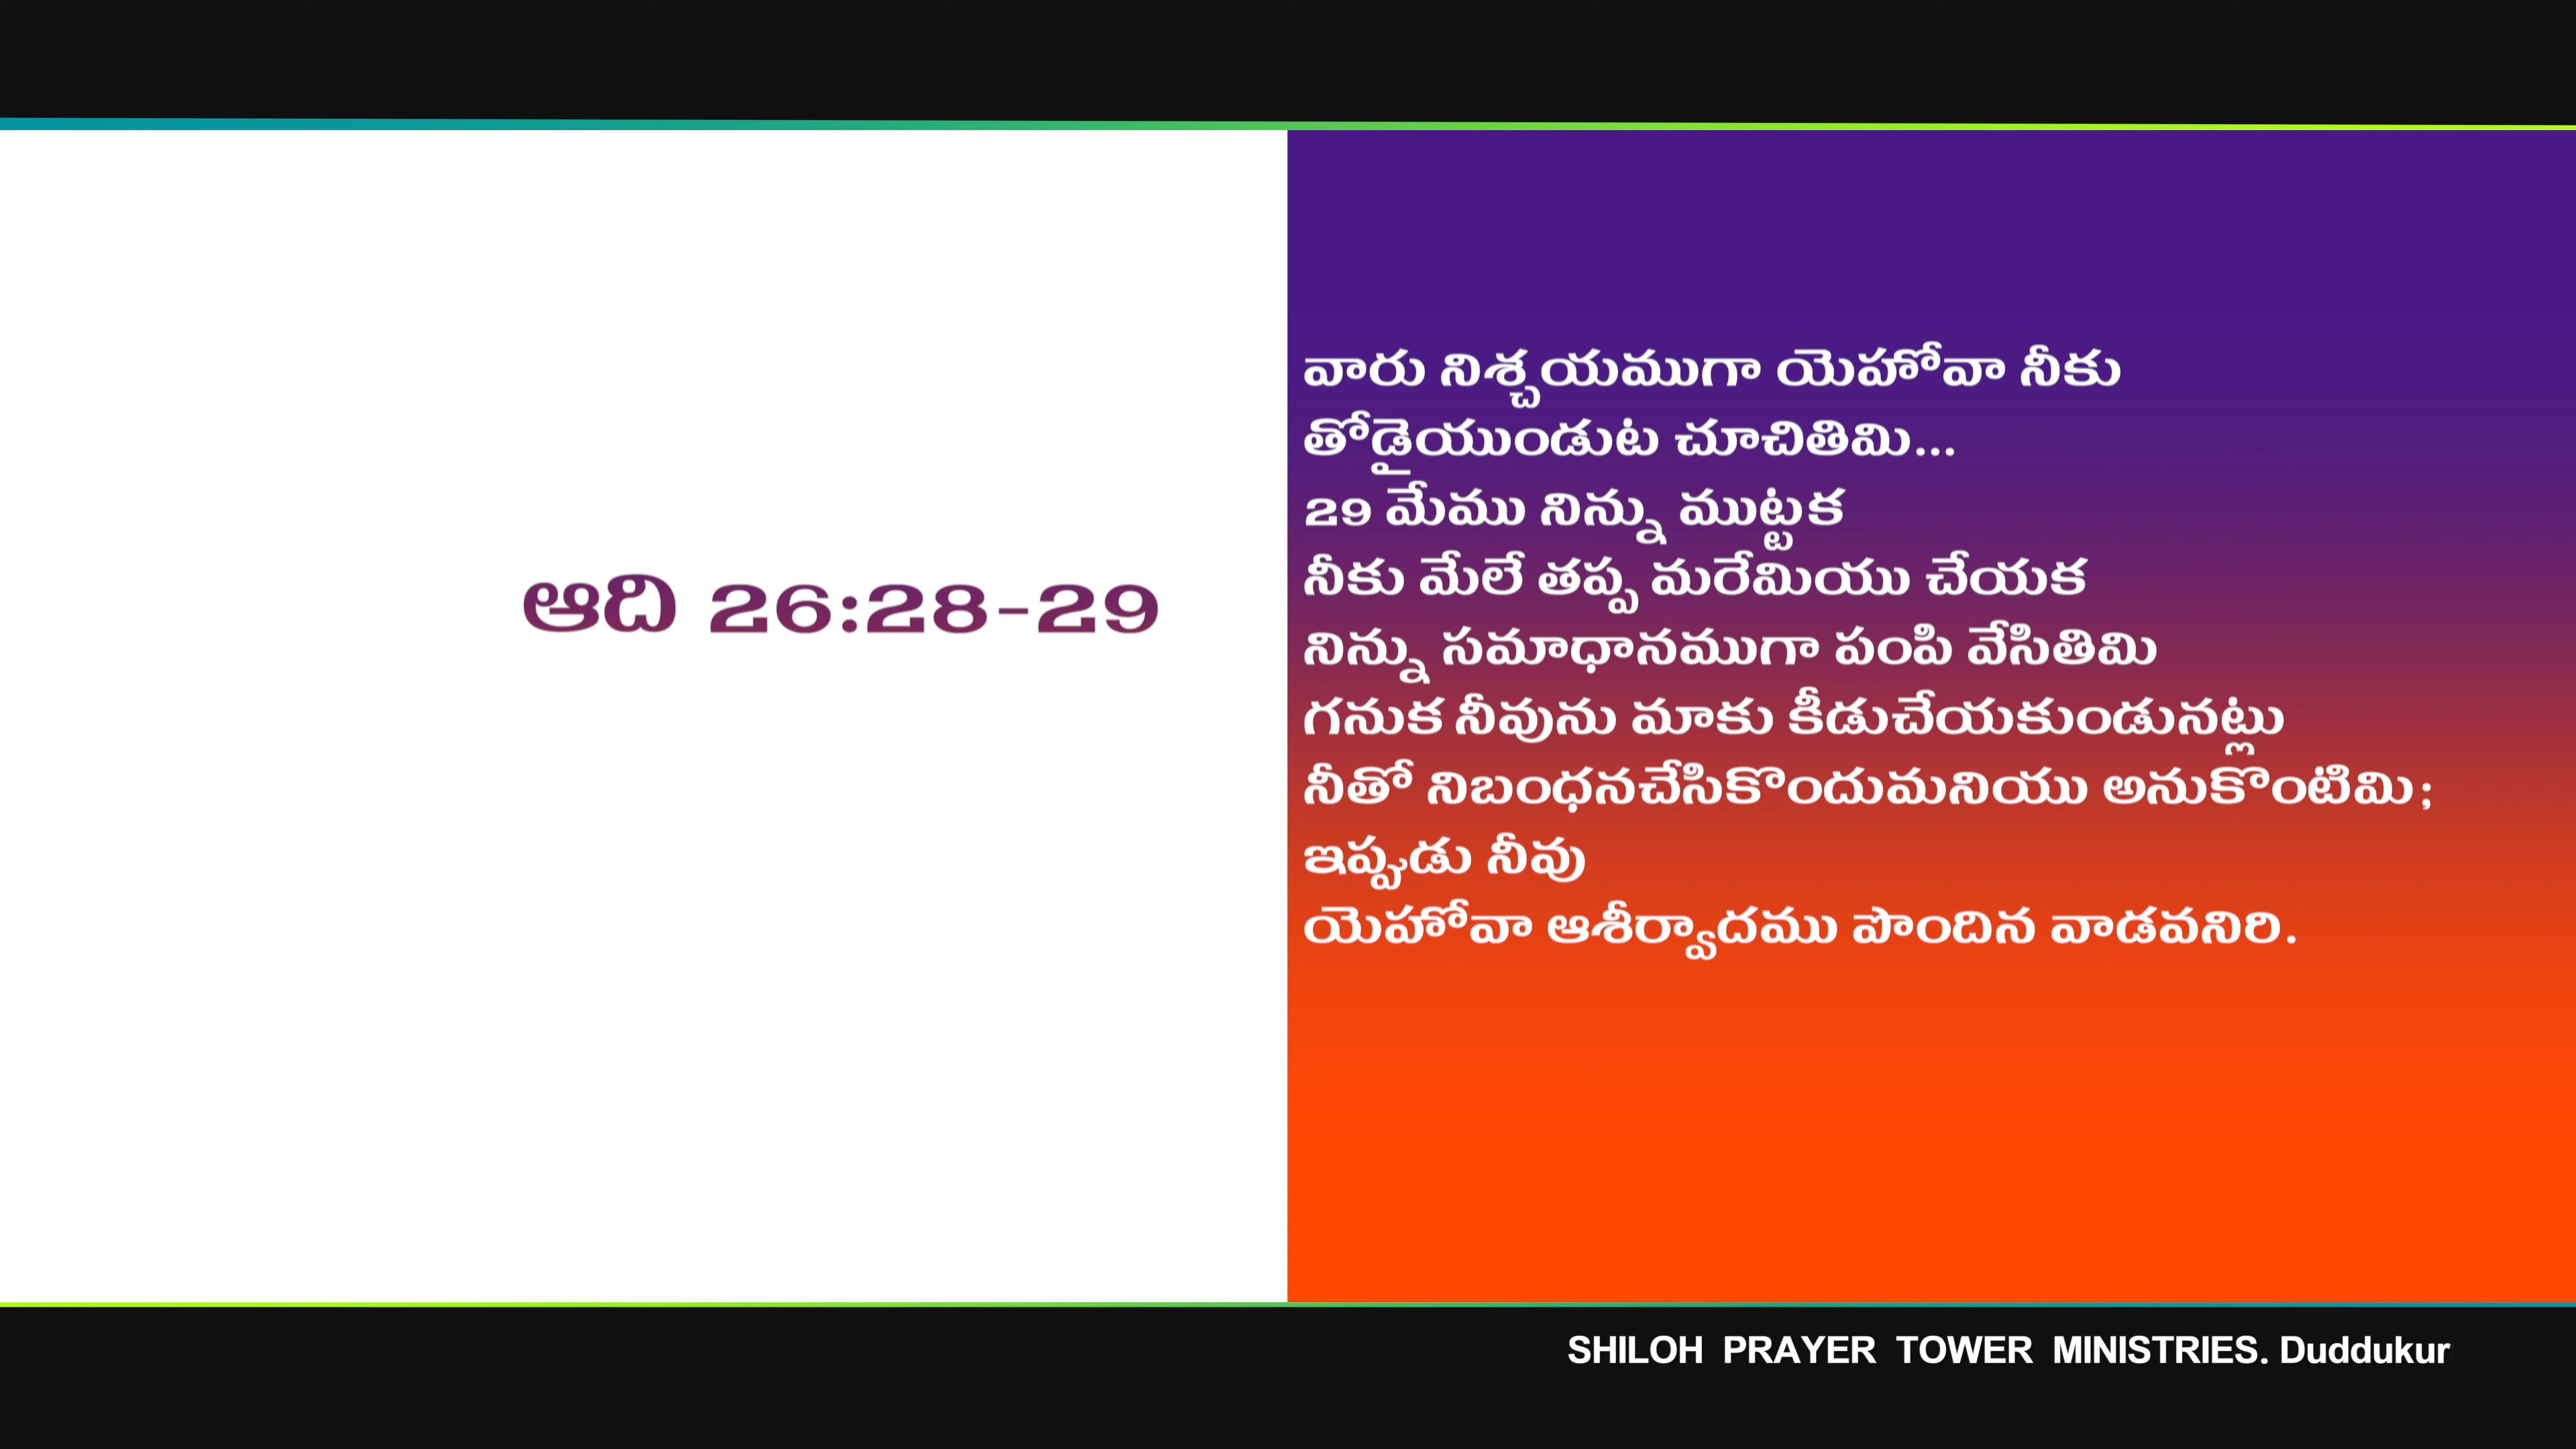 ఆది 26:28-29
వారు నిశ్చయముగా యెహోవా నీకు
తోడైయుండుట చూచితిమి...
29 మేము నిన్ను ముట్టక
నీకు మేలే తప్ప మరేమియు చేయక
నిన్ను సమాధానముగా పంపి వేసితిమి
గనుక నీవును మాకు కీడుచేయకుండునట్లు
నీతో నిబంధనచేసికొందుమనియు అనుకొంటిమి;
ఇప్పుడు నీవు
యెహోవా ఆశీర్వాదము పొందిన వాడవనిరి.
SHILOH PRAYER TOWER MINISTRIES. Duddukur